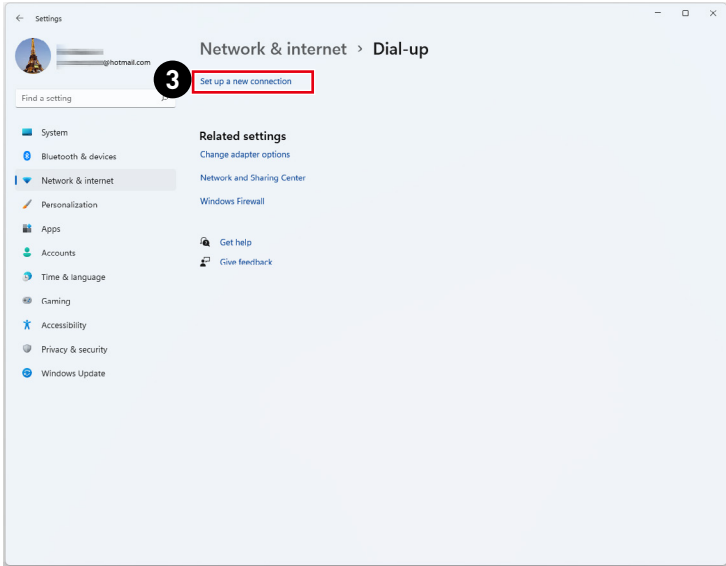 Settings
Network & internet > Dial-up
@hotmail.com
3
Set up a new connection
Find a setting
System
Bluetooth & devices
Network & internet
Personalization
Apps
Accounts
Time & language
Gaming
Accessibility
Privacy & security
Windows Update
Related settings
Change adapter options
Network and Sharing Center
Windows Firewall
Get help
Give feedback